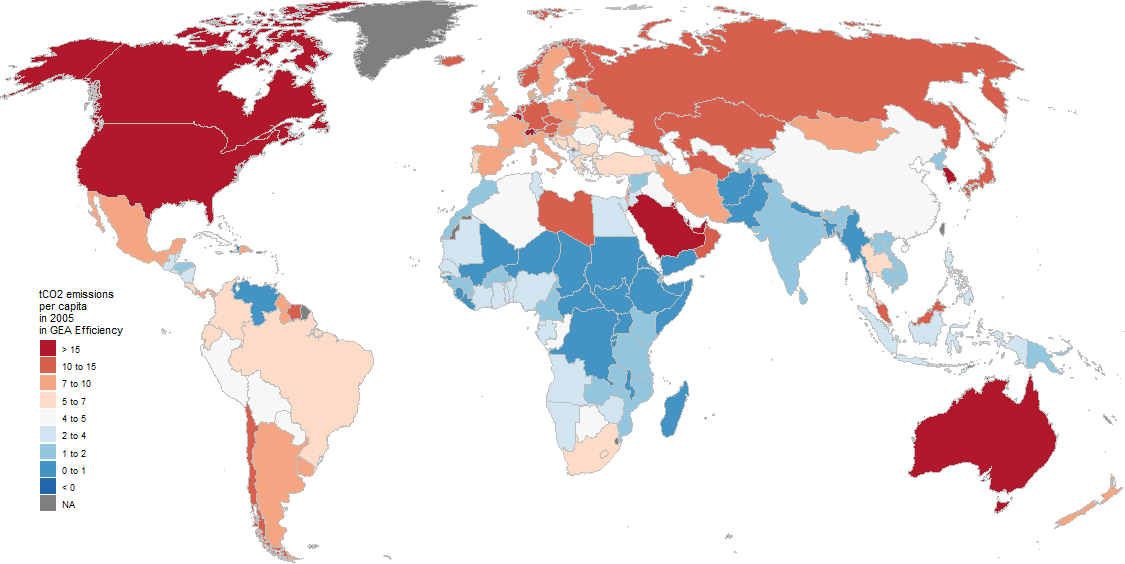 tCO2 emissions
per capita
in 2005
in GEA Efficiency
> 15
10 to 15
7 to 10
5 to 7
4 to 5
2 to 4
1 to 2
0 to 1
< 0
NA